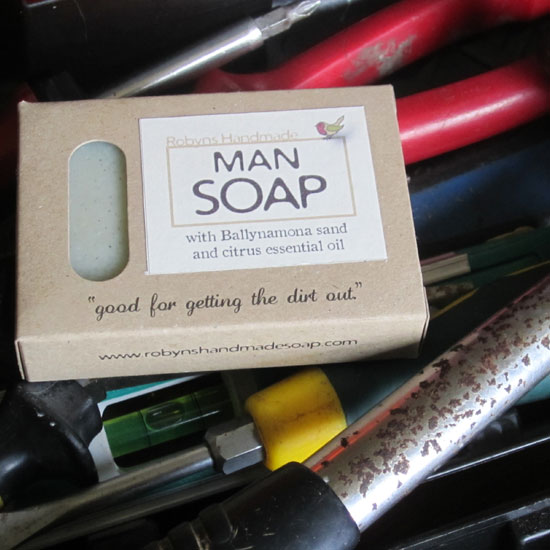 Robyns Handmade
MAN
SOAP
with Ballynamona sand
and citrus essential oil
"good for getting the dirt out."
www.robynshandmadesoap.com